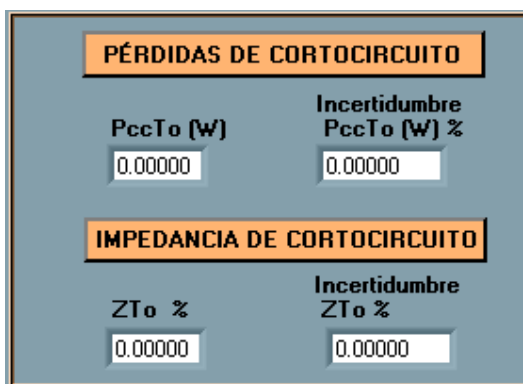 PÉRDIDAS DE CORTOCIRCUITO
Incertidumbre
PccTo (W) PccTo (W) %
0.00000 0.00000
IMPEDANCIA DE CORTOCIRCUITO
Incertidumbre
ZTo % ZTo %
0.00000 0.00000